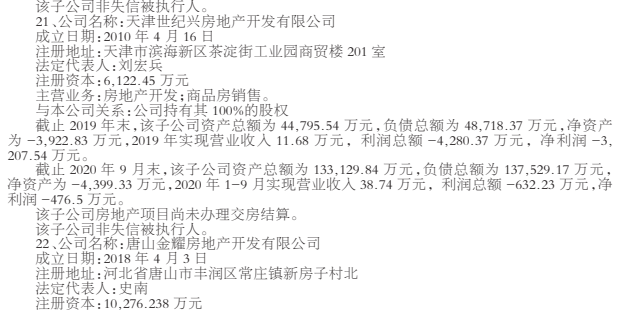 该子公司非失信被执行人。
21、公司名称:天津世纪兴房地产开发有限公司
成立日期:2010 年 4 月 16日
注册地址:天津市滨海新区茶淀街工业园商贸楼 201 室
法定代表人:刘宏兵
注册资本:6,122.45 万元
主营业务:房地产开发;商品房销售。
与本公司关系:公司持有其 100%的股权
截止 2019 年末,该子公司资产总额为 44,795.54 万元,负债总额为 48,718.37 万元,净资产
为 -3,922.83 万元,2019 年实现营业收入 11.68 万元，利润总额 -4,280.37 万元，净利润 -3,
207.54 万元。
截止 2020 年 9 月末,该子公司资产总额为 133,129.84 万元,负债总额为 137,529.17 万元,
净资产为 -4,399.33 万元,2020 年 1-9 月实现营业收入 38.74 万元，利润总额 -632.23 万元,净
利润 -476.5 万元。
该子公司房地产项目尚未办理交房结算。
该子公司非失信被执行人。
22、公司名称:唐山金耀房地产开发有限公司
成立日期:2018 年 4 月 3 日
注册地址:河北省唐山市丰润区常庄镇新房子村北
法定代表人:史南
注册资本:10,276.238 万元